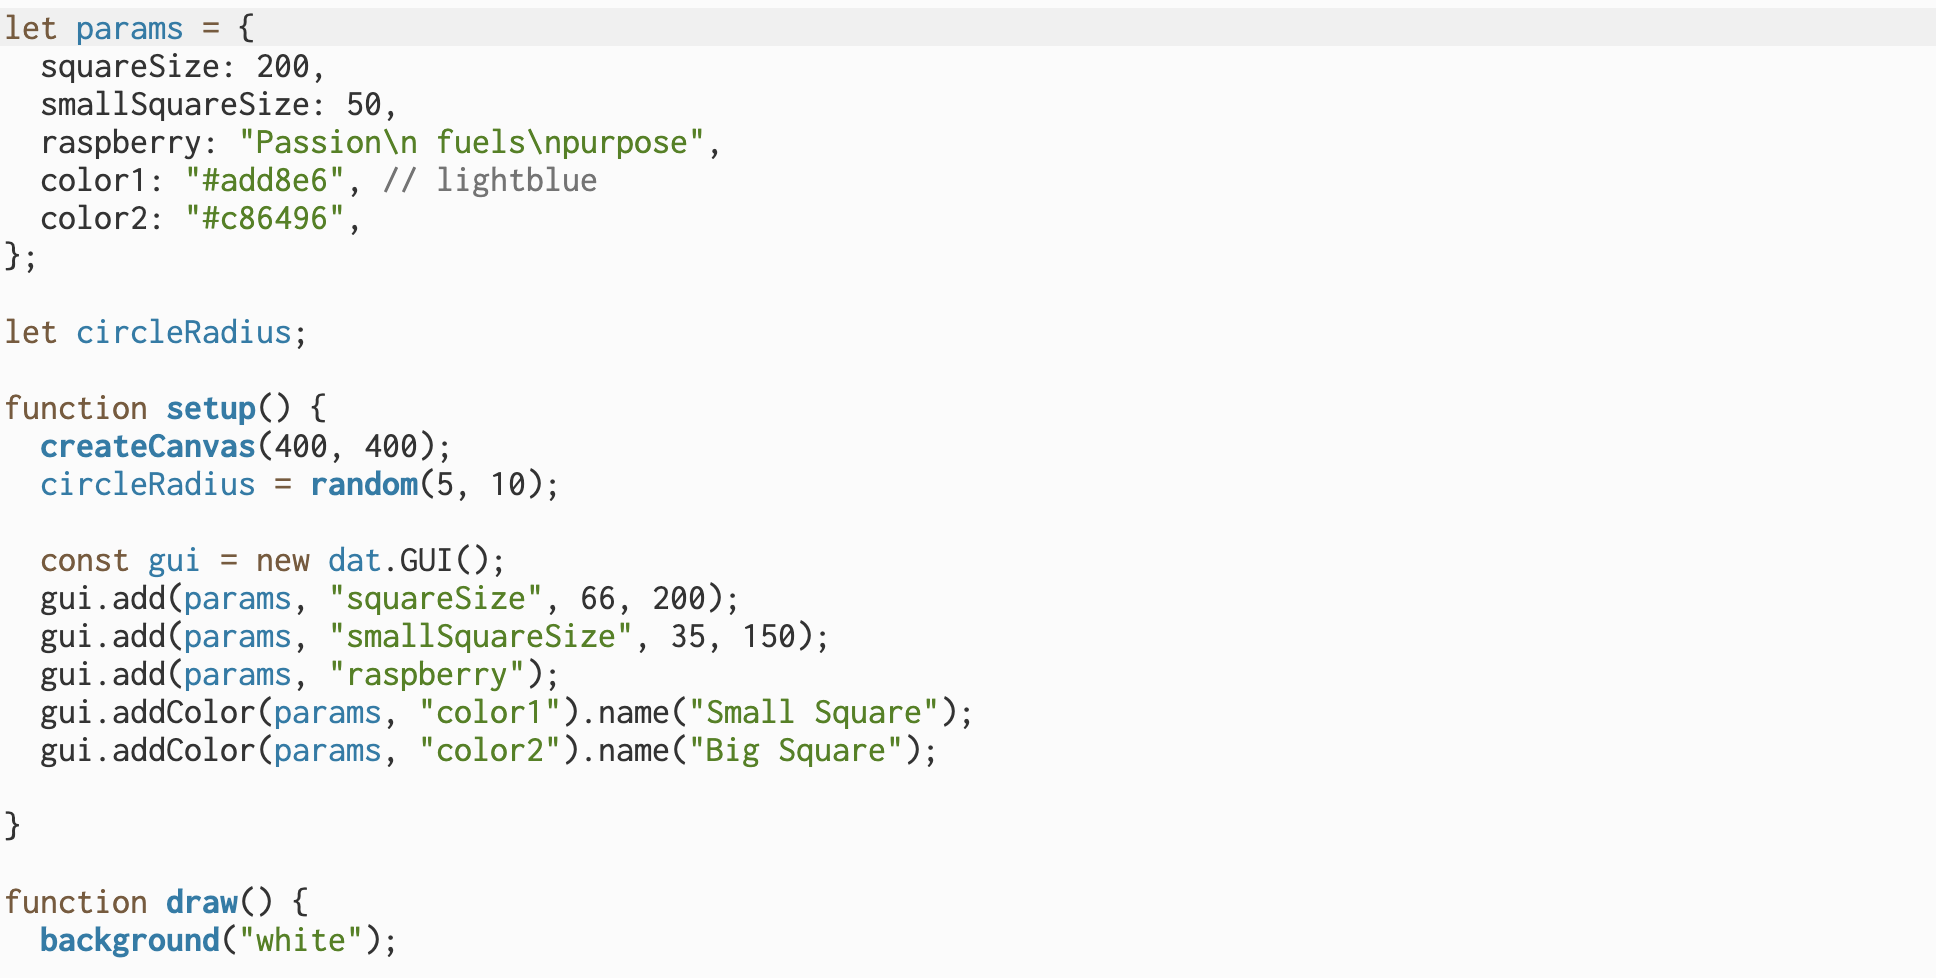 let params = {
  squareSize: 200,
  smallSquareSize: 50,
  raspberry: "Passion\n fuels\npurpose",
  color1: "#add8e6", // lightblue
  color2: "#c86496",
};

let circleRadius;

function setup() {
  createCanvas(400, 400);
  circleRadius = random(5, 10);

  const gui = new dat.GUI();
  gui.add(params, "squareSize", 66, 200);
  gui.add(params, "smallSquareSize", 35, 150);
  gui.add(params, "raspberry");
  gui.addColor(params, "color1").name("Small Square");
  gui.addColor(params, "color2").name("Big Square");

}

function draw() {
  background("white");